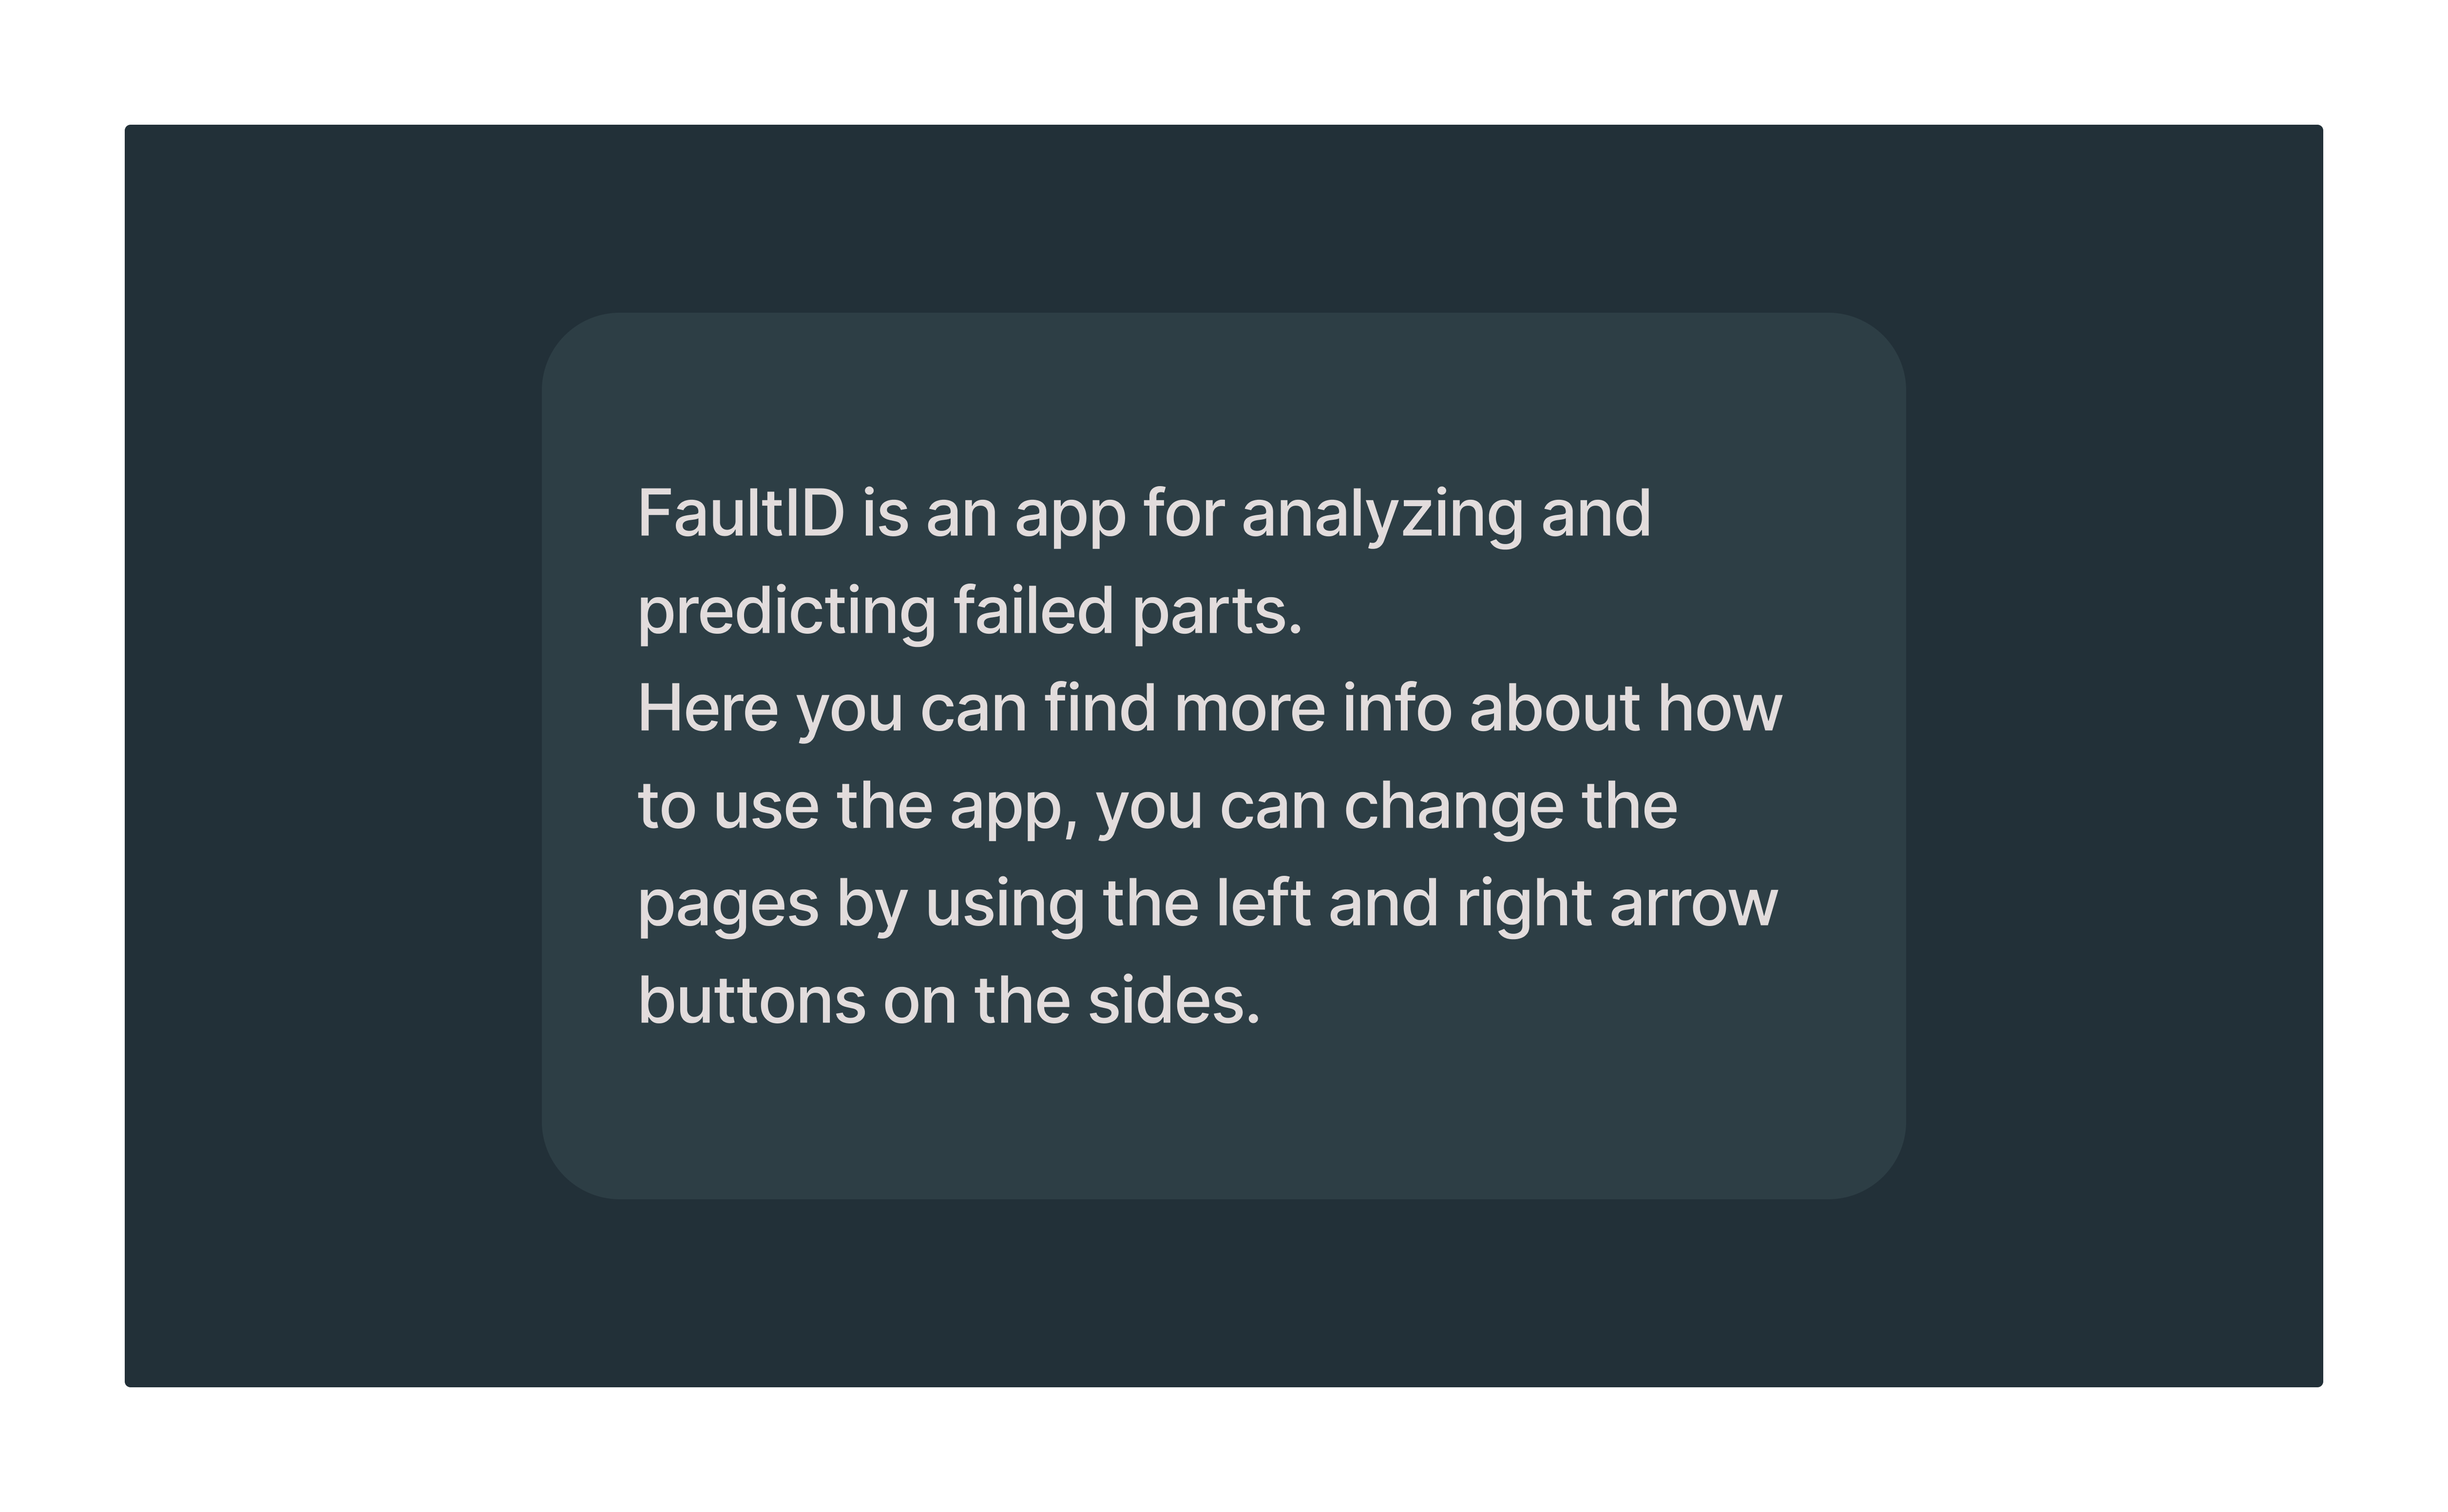 FaultID is an app for analyzing and
predicting failed parts.
Here you can find more info about how
to use the app, you can change the
pages by using the left and right arrow
buttons on the sides.